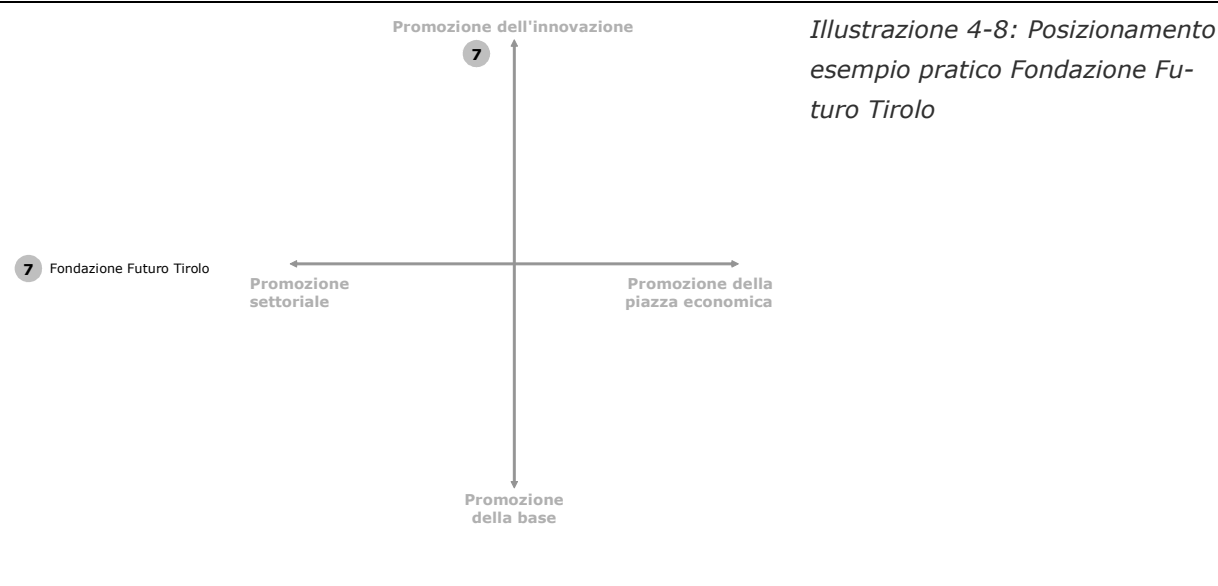 Promozione dell'innovazione
7
Illustrazione 4-8: Posizionamento
esempio pratico Fondazione Fu-
turo Tirolo
7 Fondazione Futuro Tirolo
Promozione
settoriale
Promozione della
piazza economica
Promozione
della base